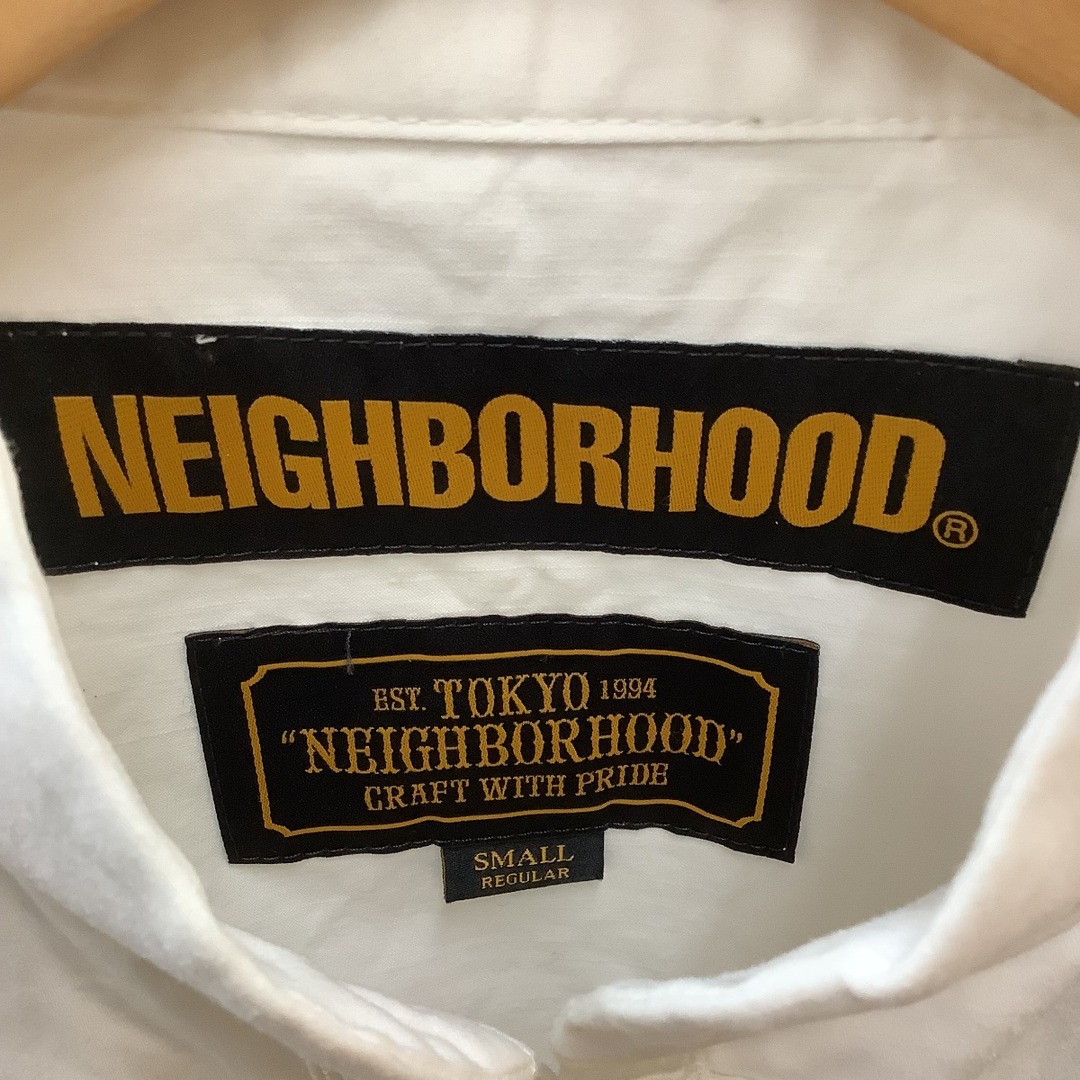 NEIGHBORHOOD®
EST. TOKYO 1994
“NEIGHBORHOOD”
CRAFT WITH PRIDE
SMALL
REGULAR